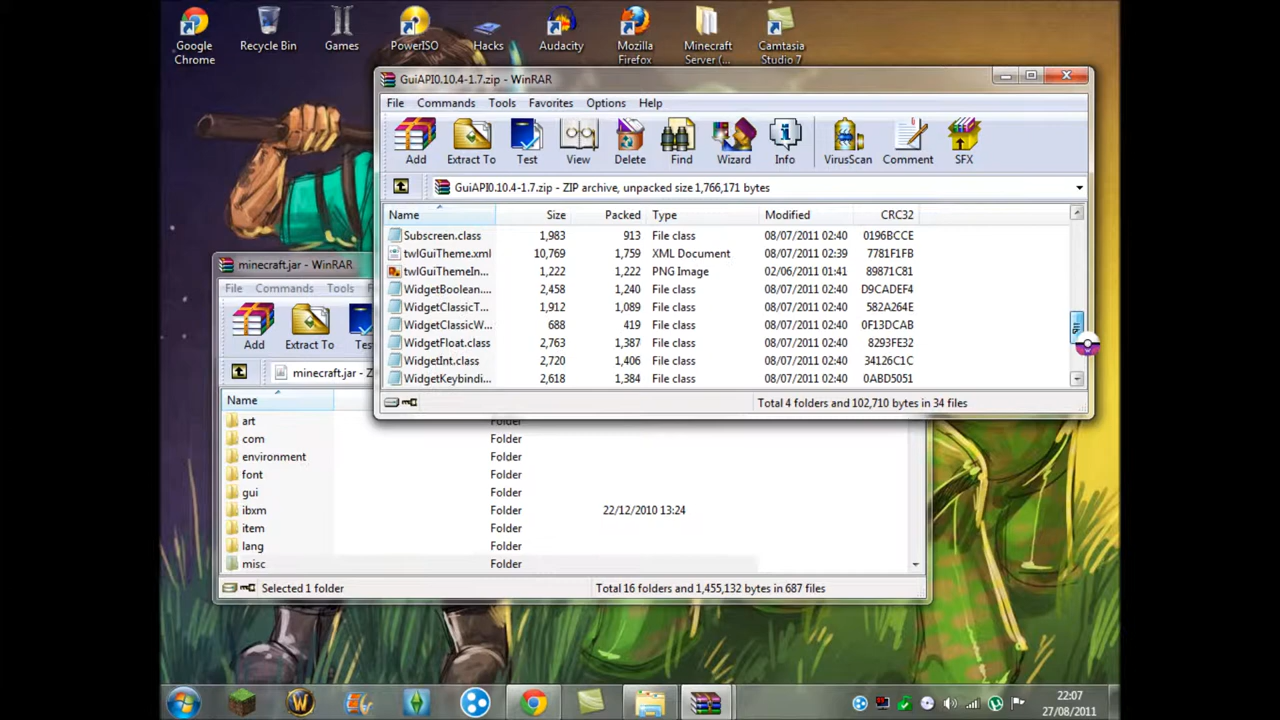 Google Chrome
Recycle Bin
Games
PowerISO
Hacks
Audacity
Mozilla Firefox
Minecraft Server (...
Camtasia Studio 7
GuiAPI0.10.4-1.7.zip - WinRAR
File Commands Tools Favorites Options Help
Add Extract To Test View Delete Find Wizard Info VirusScan Comment SFX
GuiAPI0.10.4-1.7.zip - ZIP archive, unpacked size 1,766,171 bytes
Name Size Packed Type Modified CRC32
Subscreen.class 1,983 913 File class 08/07/2011 02:40 0196BCCE
twlGuiTheme.xml 10,769 1,759 XML Document 08/07/2011 02:39 7781F1FB
twlGuiThemeIn... 1,222 1,222 PNG Image 02/06/2011 01:41 89871C81
WidgetBoolean.... 2,458 1,240 File class 08/07/2011 02:40 D9CADEF4
WidgetClassicT... 1,912 1,089 File class 08/07/2011 02:40 582A264E
WidgetClassicW... 688 419 File class 08/07/2011 02:40 0F13DCAB
WidgetFloat.class 2,763 1,387 File class 08/07/2011 02:40 8293FE32
WidgetInt.class 2,720 1,406 File class 08/07/2011 02:40 34126C1C
WidgetKeybindi... 2,618 1,384 File class 08/07/2011 02:40 0ABD5051
Total 4 folders and 102,710 bytes in 34 files
minecraft.jar - WinRAR
File Commands Tools
Add Extract To Tes
minecraft.jar - Z
Name
art Folder
com Folder
environment Folder
font Folder
gui Folder
ibxm Folder 22/12/2010 13:24
item Folder
lang Folder
misc Folder
Selected 1 folder Total 16 folders and 1,455,132 bytes in 687 files
22:07
27/08/2011